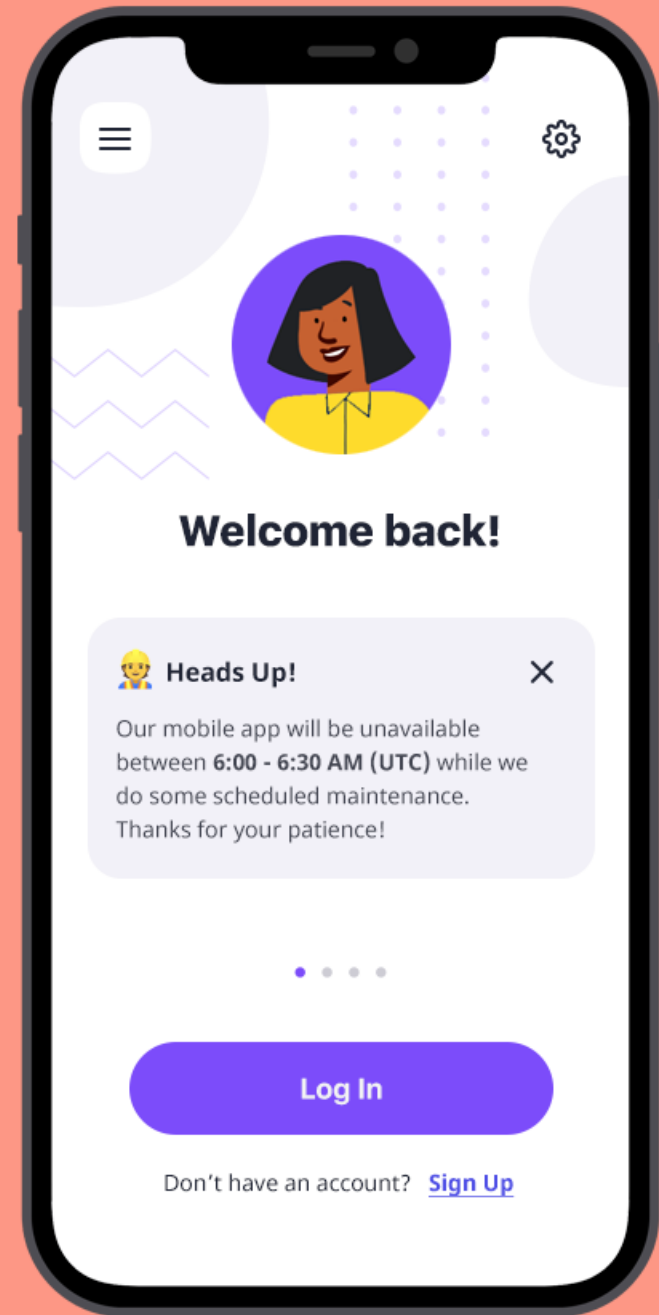 Welcome back!
Heads Up!
Our mobile app will be unavailable
between 6:00 - 6:30 AM (UTC) while we
do some scheduled maintenance.
Thanks for your patience!
Log In
Don't have an account? Sign Up